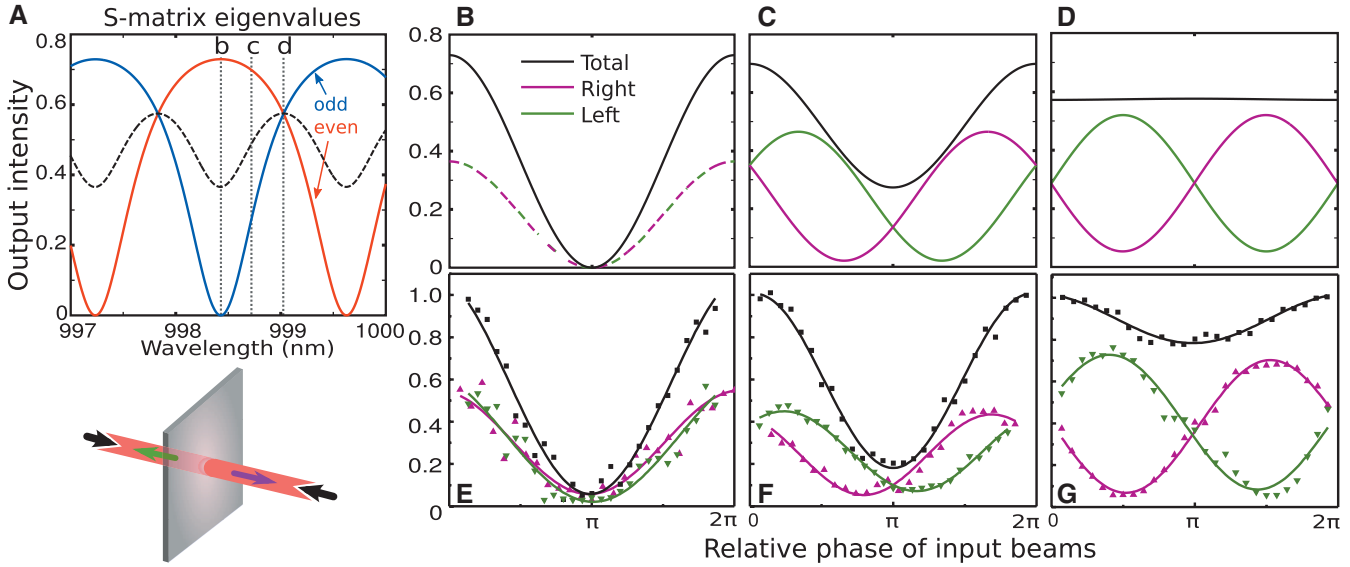 A
S-matrix eigenvalues
0.8
0.6
0.4
0.2
0
Output intensity
b c d
odd
even
997 998 999 1000
Wavelength (nm)
B
0.8
0.6
0.4
0.2
0
Total
Right
Left
C
D
E
1.0
0.8
0.6
0.4
0.2
0
π 2π
F
0 π 2π
G
0 π 2π
Relative phase of input beams